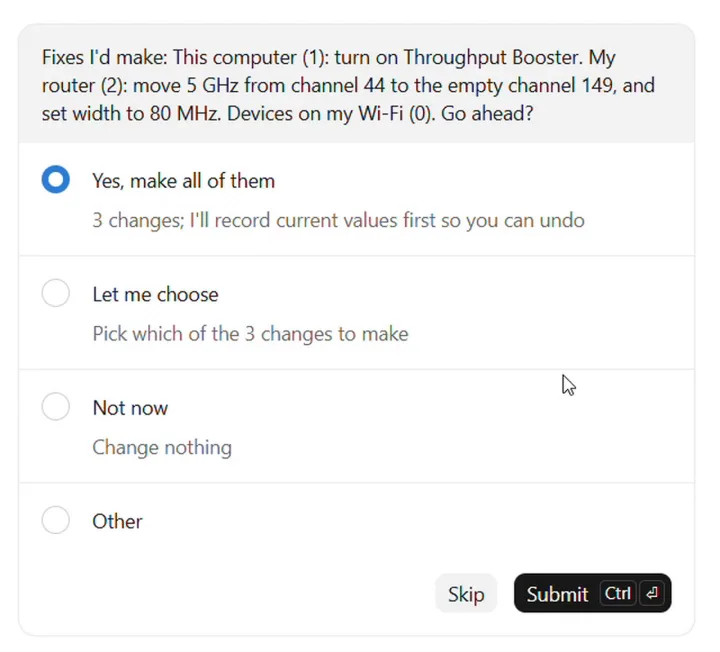 Fixes I'd make: This computer (1): turn on Throughput Booster. My
router (2): move 5 GHz from channel 44 to the empty channel 149, and
set width to 80 MHz. Devices on my Wi-Fi (0). Go ahead?
Yes, make all of them
3 changes; I'll record current values first so you can undo
Let me choose
Pick which of the 3 changes to make
Not now
Change nothing
Other
Skip
Submit Ctrl ⏎